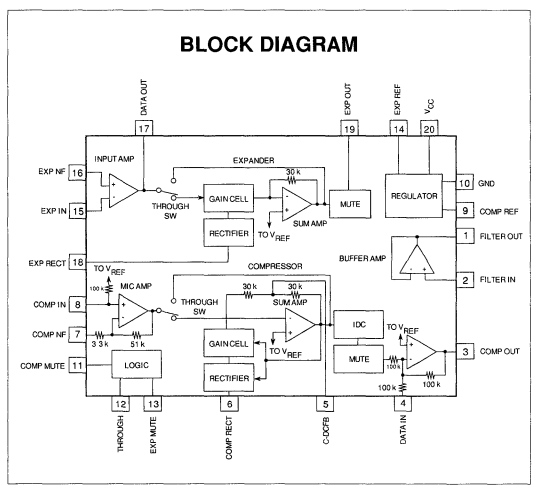 BLOCK DIAGRAM
DATA OUT
EXP OUT
EXP REF
VCC
17
19
14
20
EXP NF 16
INPUT AMP
+
-
EXP IN 15
EXPANDER
THROUGH
SW
GAIN CELL
RECTIFIER
30 k
-
+
SUM AMP
TO VREF
MUTE
REGULATOR
10 GND
9 COMP REF
1 FILTER OUT
BUFFER AMP
-
+
2 FILTER IN
EXP RECT 18
TO VREF
100 k
MIC AMP
COMP IN 8
+
-
COMP NF 7
3 3 k
51 k
COMPRESSOR
THROUGH
SW
30 k
30 k
SUM AMP
-
+
TO VREF
GAIN CELL
RECTIFIER
IDC
MUTE
TO VREF
100 k
+
-
3 COMP OUT
100 k
100 k
COMP MUTE 11
LOGIC
12
13
6
5
4
THROUGH
EXP MUTE
COMP RECT
C-DCFB
DATA IN